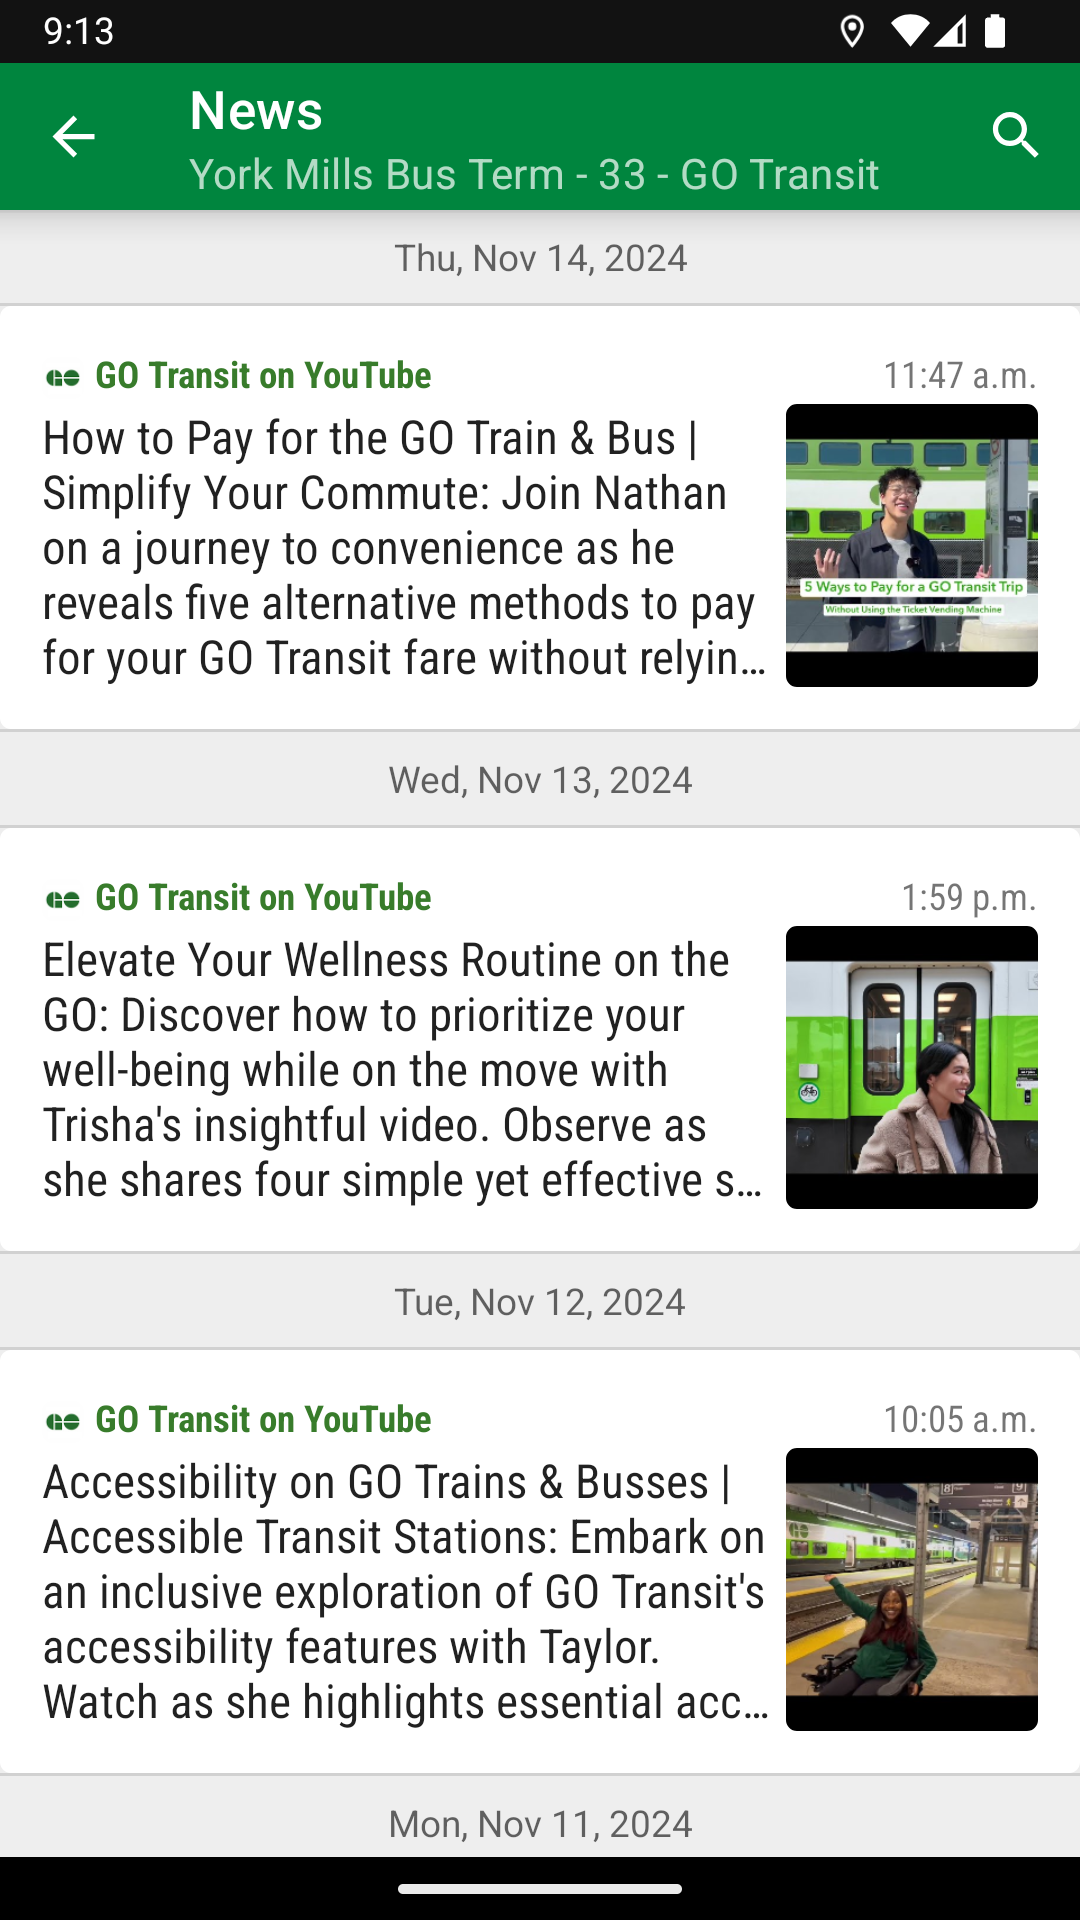 9:13
News
York Mills Bus Term - 33 - GO Transit
Thu, Nov 14, 2024
GO Transit on YouTube
11:47 a.m.
How to Pay for the GO Train & Bus |
Simplify Your Commute: Join Nathan
on a journey to convenience as he
reveals five alternative methods to pay
for your GO Transit fare without relyin…
5 Ways to Pay for a GO Transit Trip
Without Using the Ticket Vending Machine
Wed, Nov 13, 2024
GO Transit on YouTube
1:59 p.m.
Elevate Your Wellness Routine on the
GO: Discover how to prioritize your
well-being while on the move with
Trisha's insightful video. Observe as
she shares four simple yet effective s…
Tue, Nov 12, 2024
GO Transit on YouTube
10:05 a.m.
Accessibility on GO Trains & Busses |
Accessible Transit Stations: Embark on
an inclusive exploration of GO Transit's
accessibility features with Taylor.
Watch as she highlights essential acc…
8 9
Mon, Nov 11, 2024